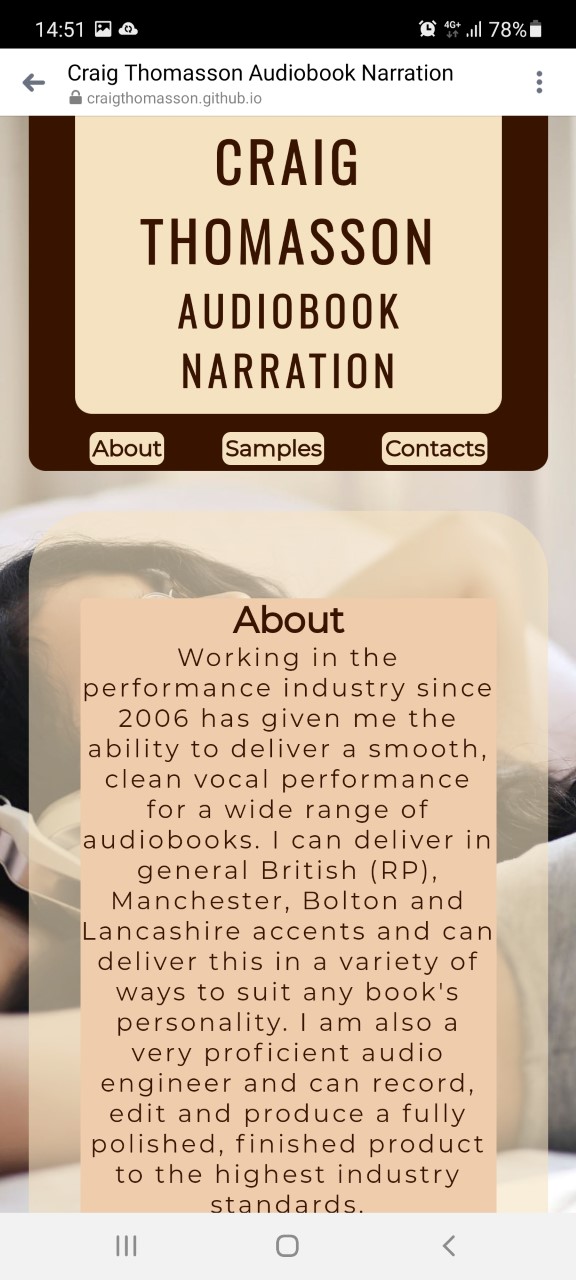 14:51
4G+
78%
Craig Thomasson Audiobook Narration
craigthomasson.github.io
CRAIG
THOMASSON
AUDIOBOOK
NARRATION
About Samples Contacts
About
Working in the
performance industry since
2006 has given me the
ability to deliver a smooth,
clean vocal performance
for a wide range of
audiobooks. I can deliver in
general British (RP),
Manchester, Bolton and
Lancashire accents and can
deliver this in a variety of
ways to suit any book's
personality. I am also a
very proficient audio
engineer and can record,
edit and produce a fully
polished, finished product
to the highest industry
standards.